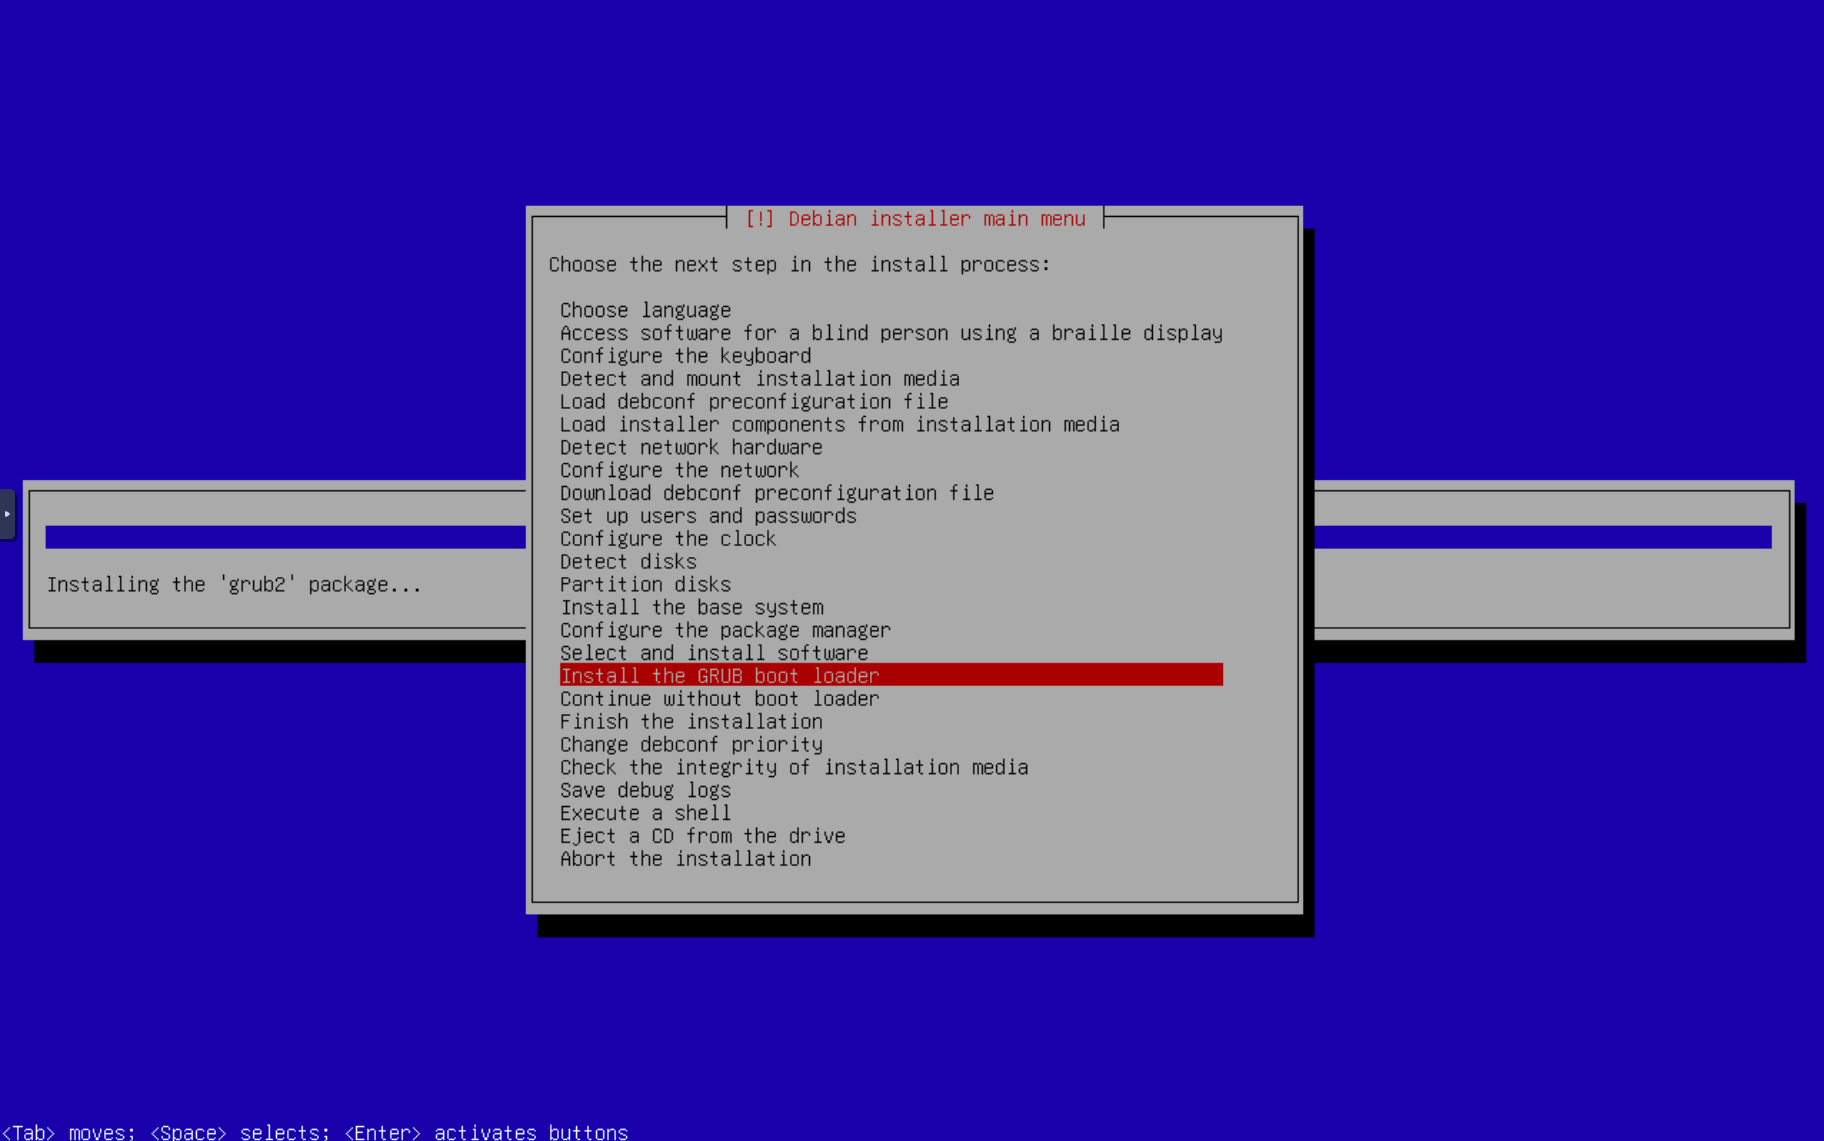 [!] Debian installer main menu
Choose the next step in the install process:
Choose language
Access software for a blind person using a braille display
Configure the keyboard
Detect and mount installation media
Load debconf preconfiguration file
Load installer components from installation media
Detect network hardware
Configure the network
Download debconf preconfiguration file
Set up users and passwords
Configure the clock
Detect disks
Partition disks
Installing the 'grub2' package...
Install the base system
Configure the package manager
Select and install software
Install the GRUB boot loader
Continue without boot loader
Finish the installation
Change debconf priority
Check the integrity of installation media
Save debug logs
Execute a shell
Eject a CD from the drive
Abort the installation
<Tab> moves; <Space> selects; <Enter> activates buttons